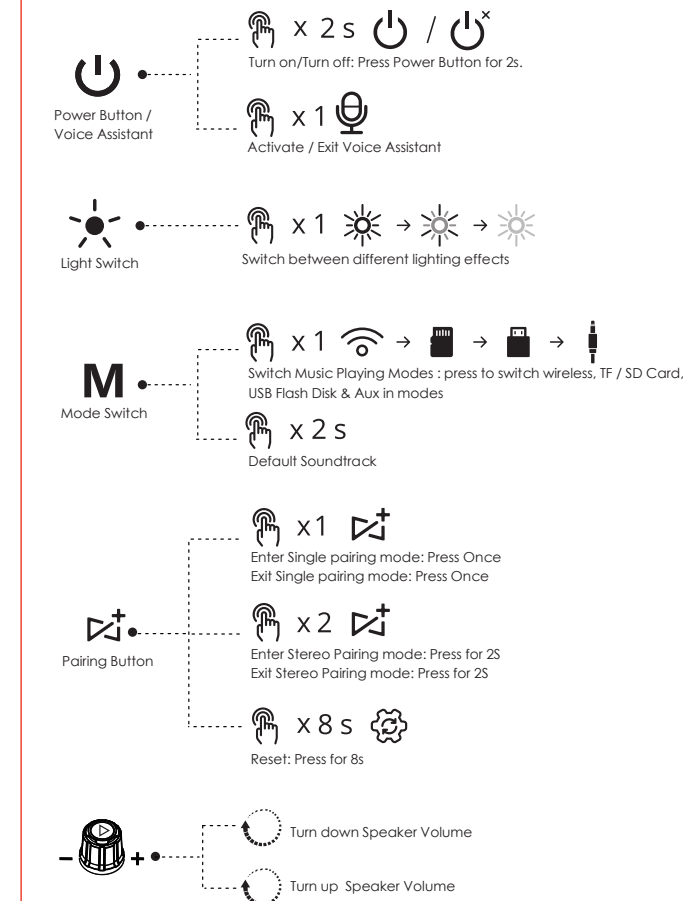 x 2 s /
Turn on/Turn off: Press Power Button for 2s.
Power Button /
Voice Assistant
x 1
Activate / Exit Voice Assistant
x 1 → →
Light Switch
Switch between different lighting effects
x 1 → → →
Switch Music Playing Modes : press to switch wireless, TF / SD Card,
USB Flash Disk & Aux in modes
M
Mode Switch
x 2 s
Default Soundtrack
x1
Enter Single pairing mode: Press Once
Exit Single pairing mode: Press Once
x 2
Enter Stereo Pairing mode: Press for 2S
Exit Stereo Pairing mode: Press for 2S
Pairing Button
x 8 s
Reset: Press for 8s
Turn down Speaker Volume
- +
Turn up Speaker Volume